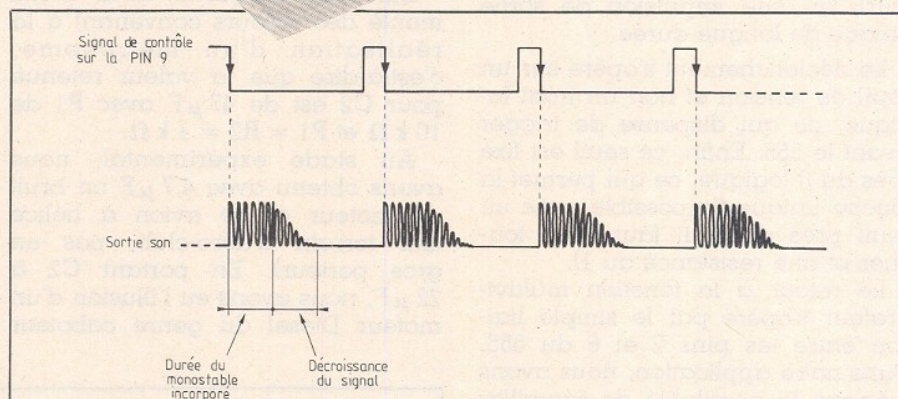 Signal de contrôle
sur la PIN 9
Sortie son
Durée du
monostable
incorporé
Décroissance
du signal